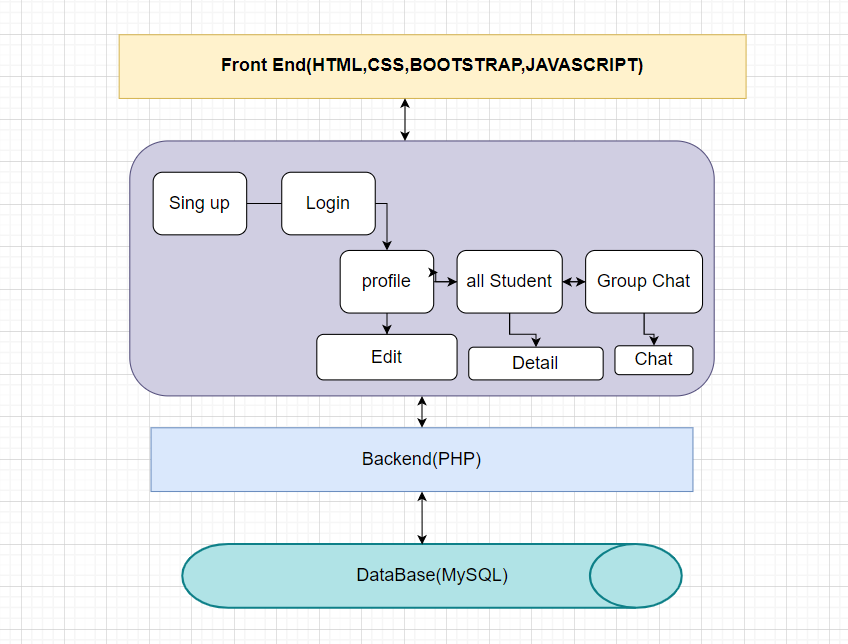 Front End(HTML,CSS,BOOTSTRAP,JAVASCRIPT)
Sing up
Login
profile
all Student
Group Chat
Edit
Detail
Chat
Backend(PHP)
DataBase(MySQL)